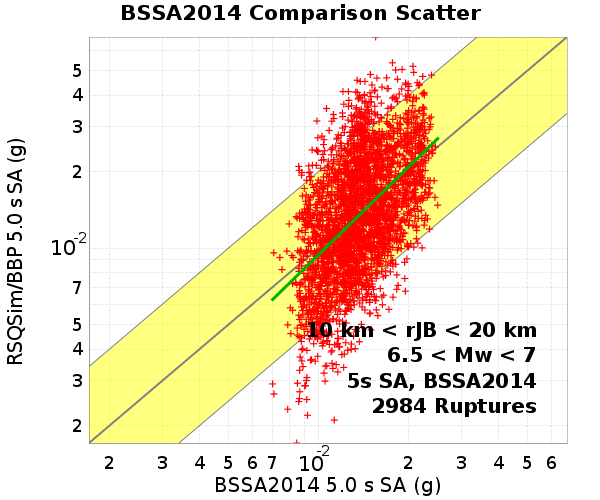 BSSA2014 Comparison Scatter
RSQSim/BBP 5.0 s SA (g)
5
4
3
2
10-2
7
5
4
3
2
10 km < rJB < 20 km
6.5 < Mw < 7
5s SA, BSSA2014
2984 Ruptures
2 3 4 5 6 7 10-2 2 3 4 5 6
BSSA2014 5.0 s SA (g)